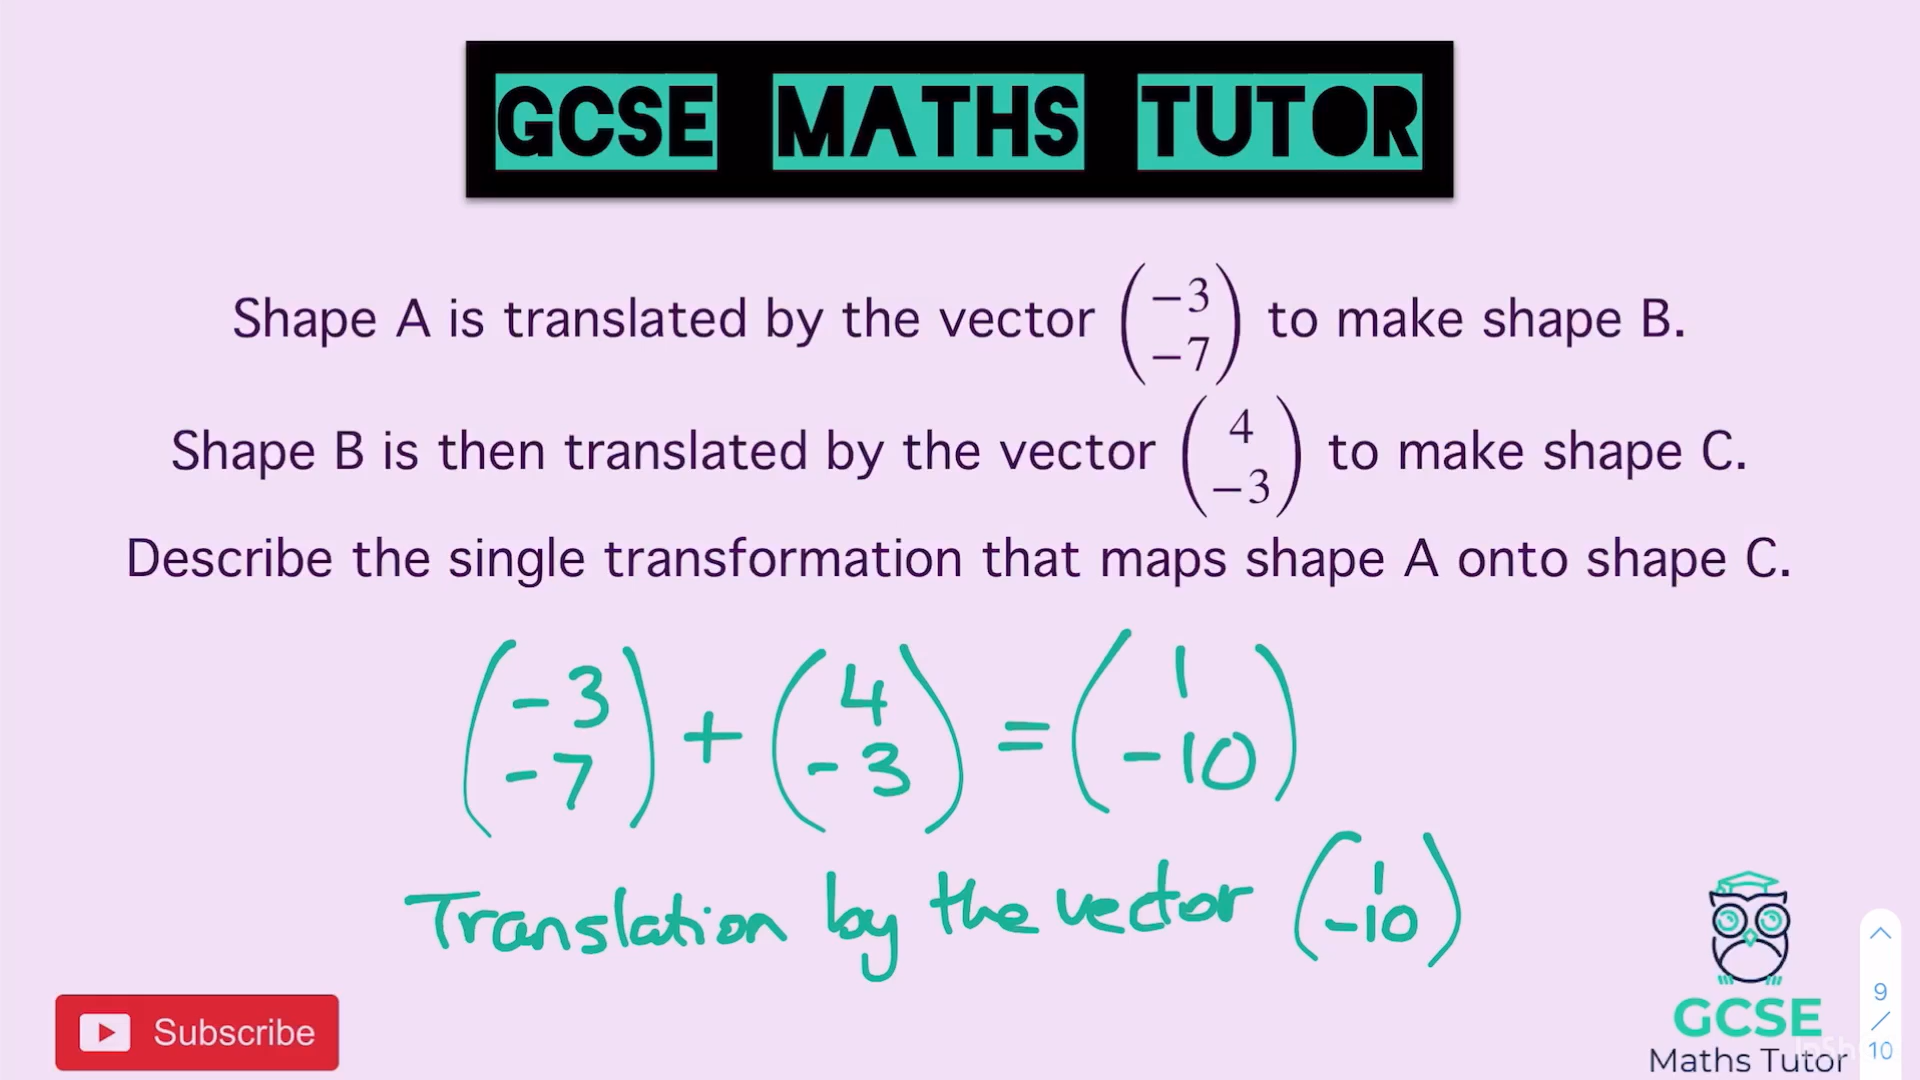 GCSE MATHS TUTOR
Shape A is translated by the vector (−3 −7) to make shape B.
Shape B is then translated by the vector (4 −3) to make shape C.
Describe the single transformation that maps shape A onto shape C.
(-3 -7) + (4 -3) = (1 -10)
Translation by the vector (1 -10)
Subscribe
GCSE
Maths Tutor
9
/
10